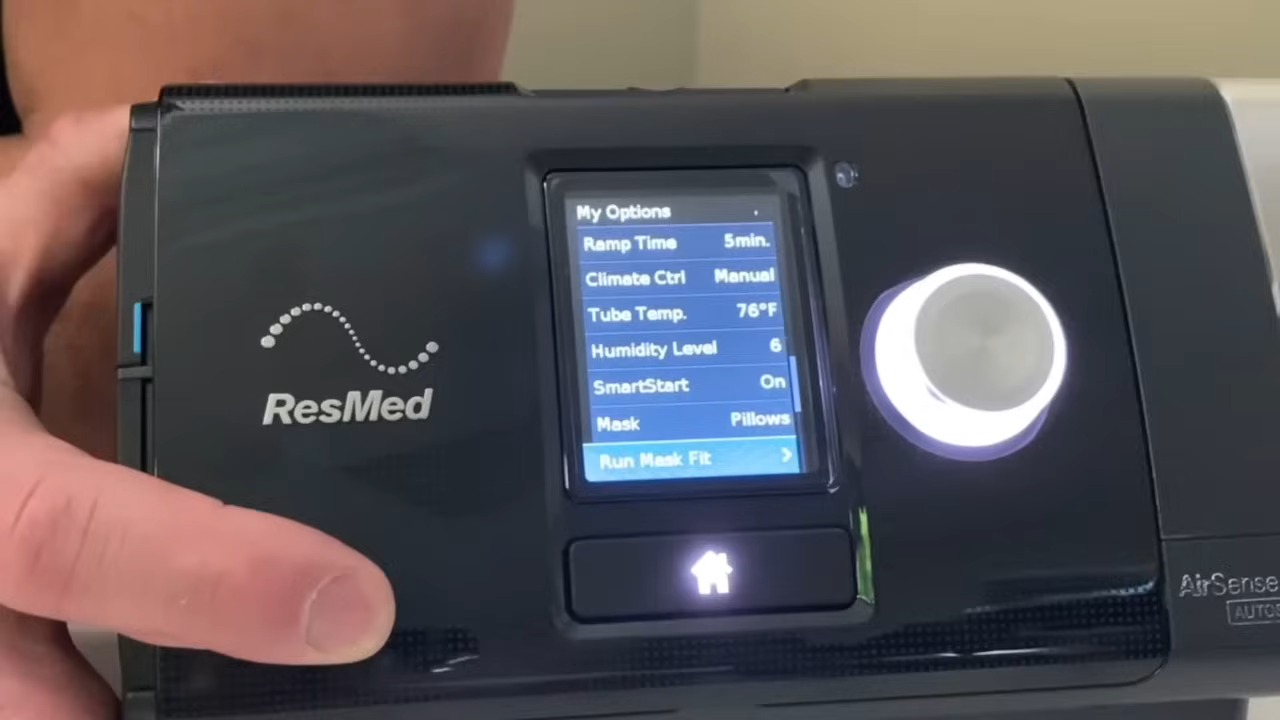 My Options
Ramp Time 5min.
Climate Ctrl Manual
Tube Temp. 76°F
Humidity Level 6
SmartStart On
Mask Pillows
Run Mask Fit
ResMed
AirSense